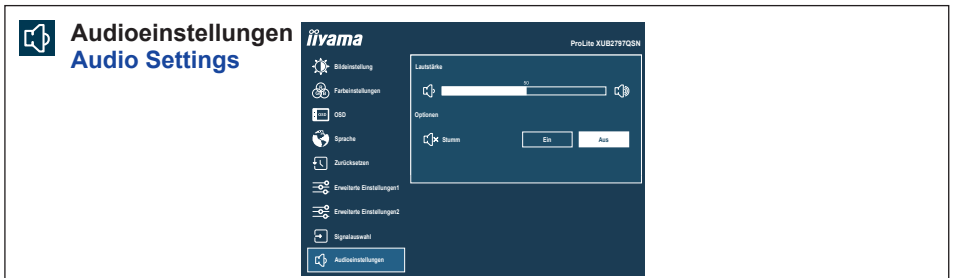 Audioeinstellungen
Audio Settings
iiyama
ProLite XUB2797QSN
Bildeinstellung
Farbeinstellungen
OSD
OSD
Sprache
Zurücksetzen
Erweiterte Einstellungen1
Erweiterte Einstellungen2
Signalauswahl
Audioeinstellungen
Lautstärke
50
Optionen
Stumm
Ein
Aus